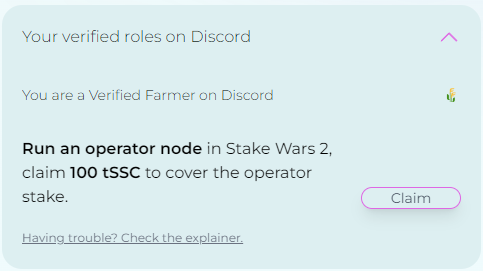 Your verified roles on Discord
You are a Verified Farmer on Discord
Run an operator node in Stake Wars 2,
claim 100 tSSC to cover the operator
stake.
Claim
Having trouble? Check the explainer.